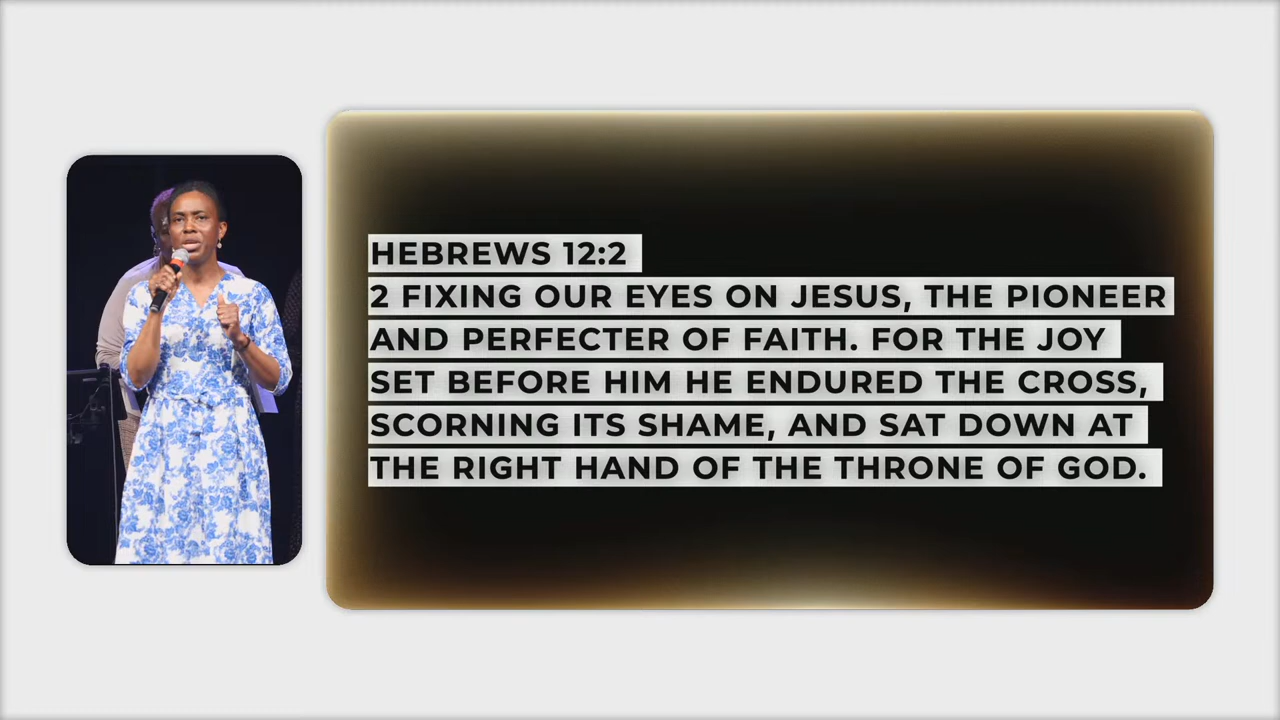 HEBREWS 12:2
2 FIXING OUR EYES ON JESUS, THE PIONEER
AND PERFECTER OF FAITH. FOR THE JOY
SET BEFORE HIM HE ENDURED THE CROSS,
SCORNING ITS SHAME, AND SAT DOWN AT
THE RIGHT HAND OF THE THRONE OF GOD.